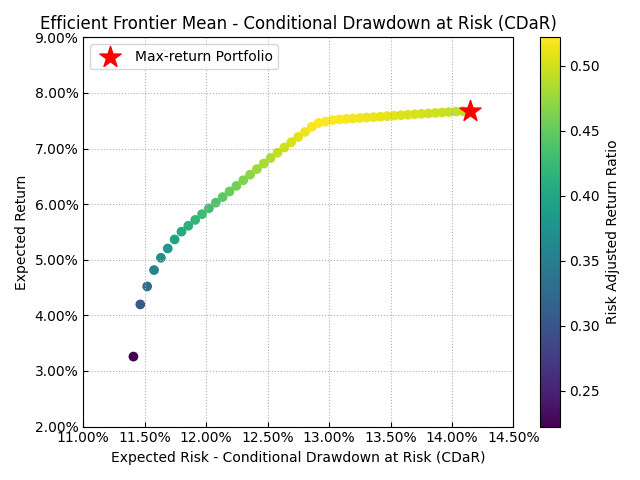 Efficient Frontier Mean - Conditional Drawdown at Risk (CDaR)
Max-return Portfolio
Expected Return
9.00%
8.00%
7.00%
6.00%
5.00%
4.00%
3.00%
2.00%
11.00% 11.50% 12.00% 12.50% 13.00% 13.50% 14.00% 14.50%
Expected Risk - Conditional Drawdown at Risk (CDaR)
0.50
0.45
0.40
0.35
0.30
0.25
Risk Adjusted Return Ratio